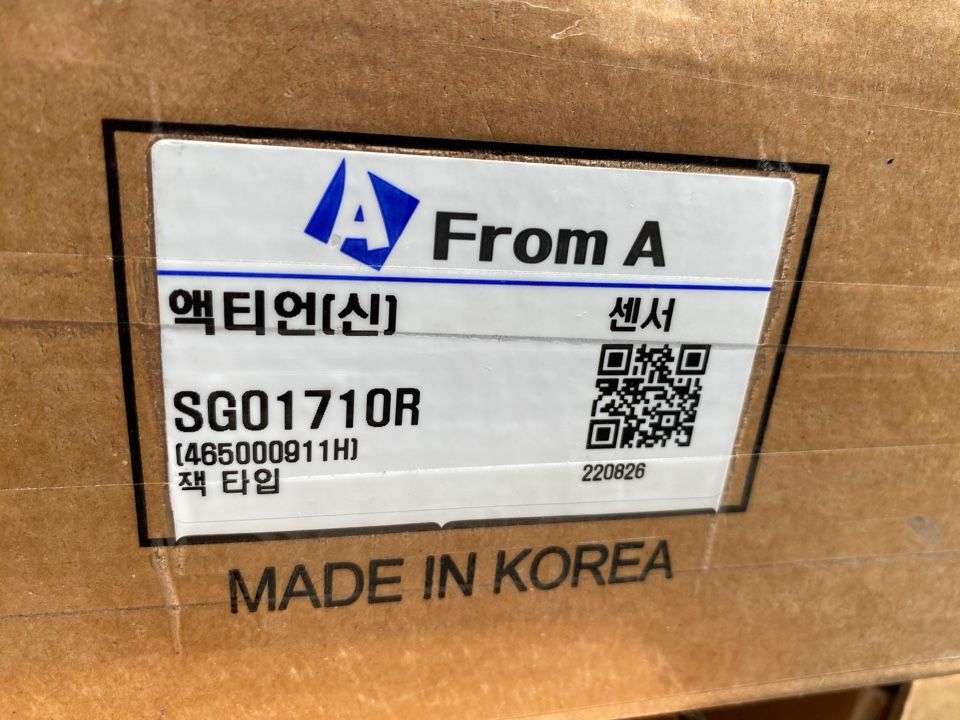 A From A
액티언(신) 센서
SG01710R
(465000911H)
잭 타입
220826
MADE IN KOREA